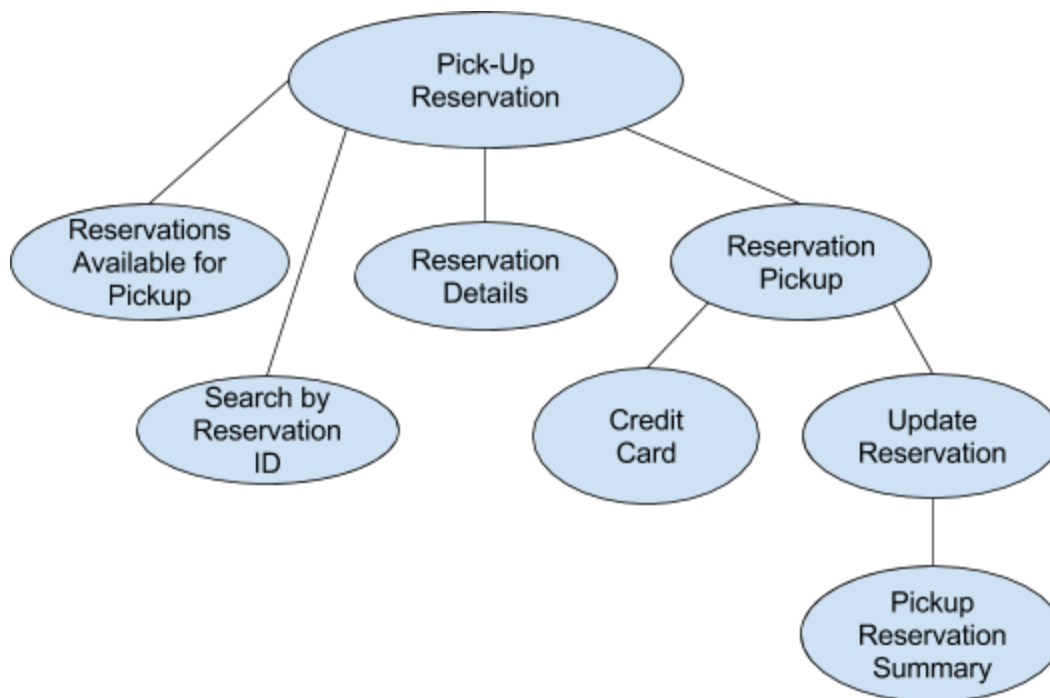 Pick-Up
Reservation
Reservations
Available for
Pickup
Reservation
Details
Reservation
Pickup
Search by
Reservation
ID
Credit
Card
Update
Reservation
Pickup
Reservation
Summary